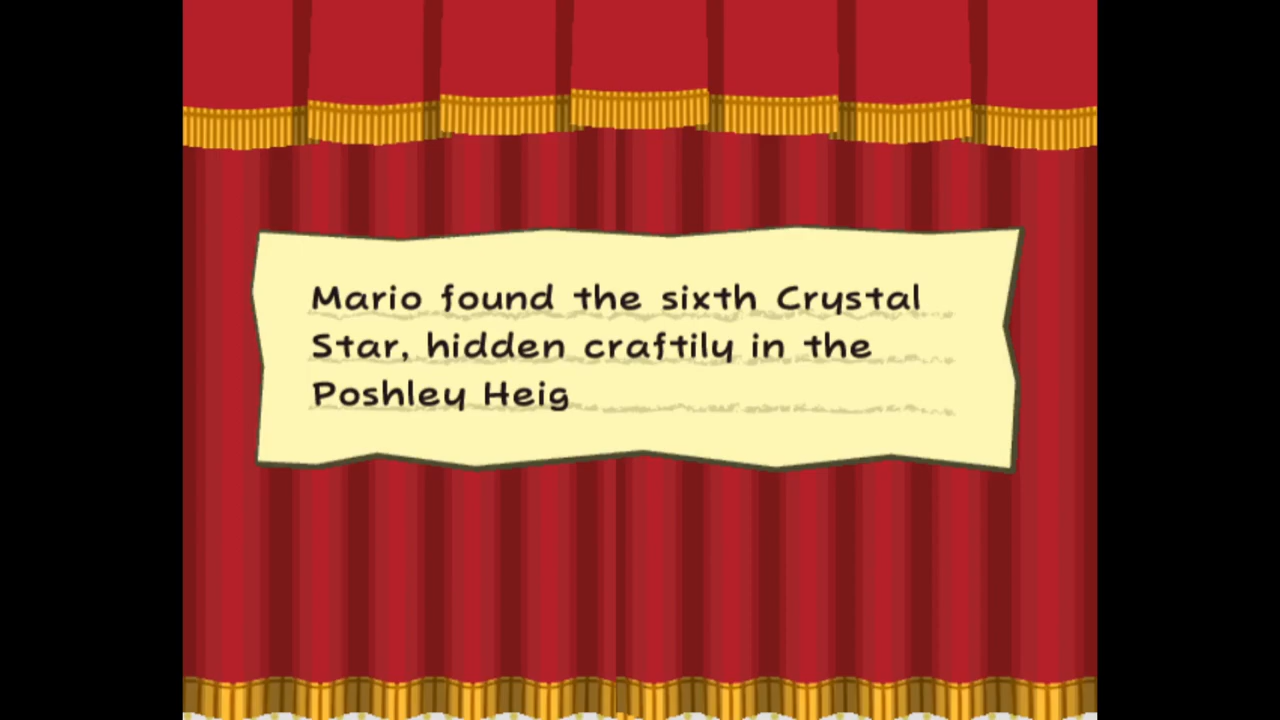 Mario found the sixth Crystal
Star, hidden craftily in the
Poshley Heig